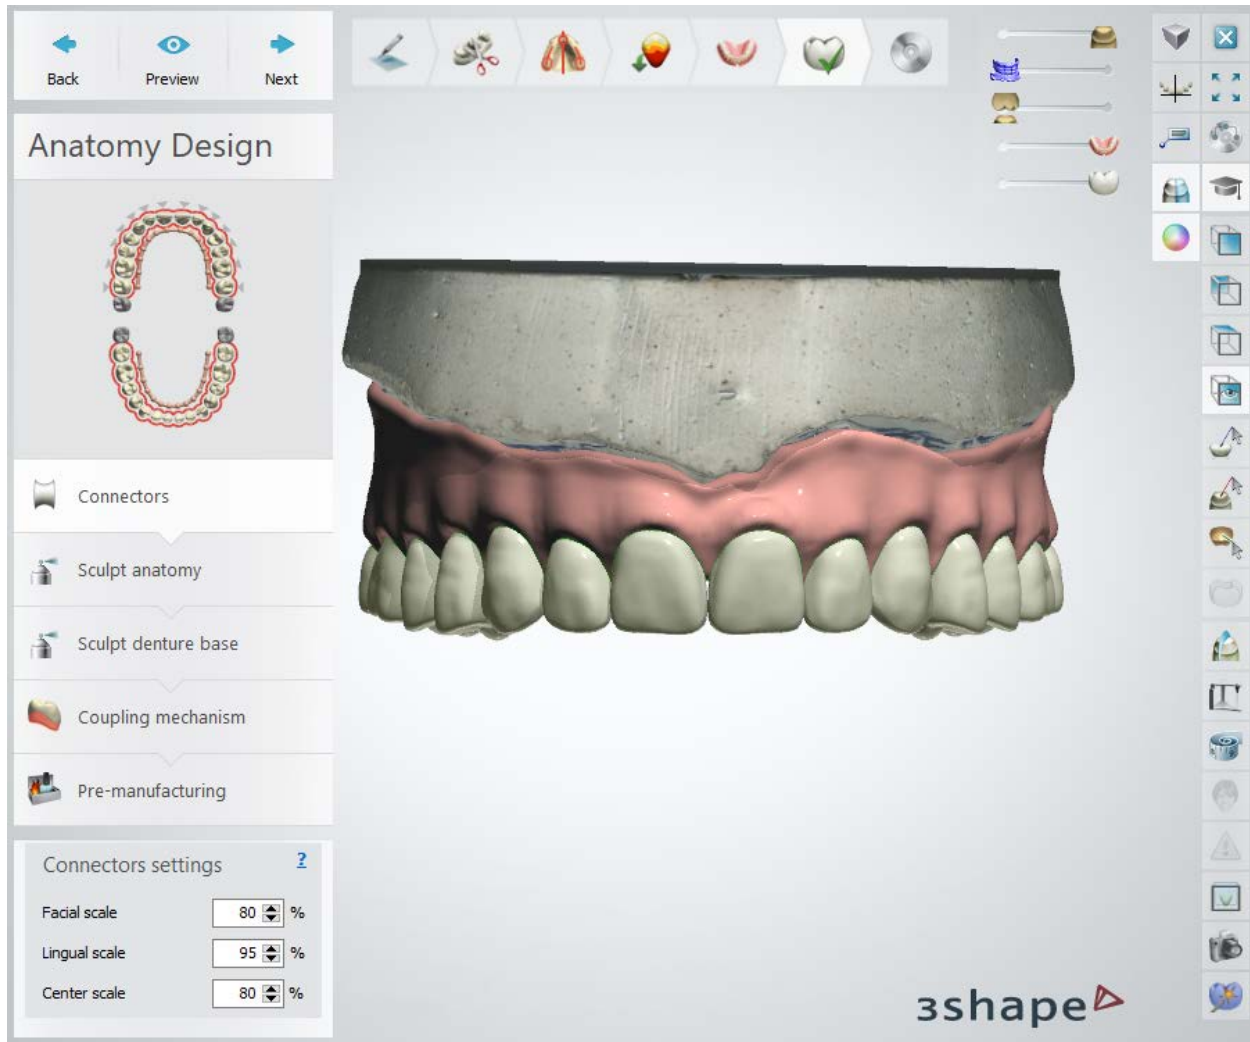 Back
Preview
Next
Anatomy Design
Connectors
Sculpt anatomy
Sculpt denture base
Coupling mechanism
Pre-manufacturing
Connectors settings ?
Facial scale 80 %
Lingual scale 95 %
Center scale 80 %
3shape